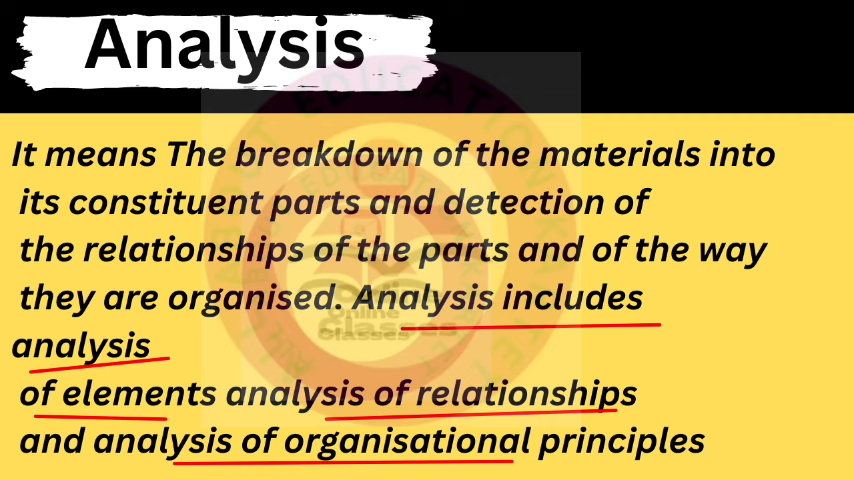 Analysis
It means The breakdown of the materials into
its constituent parts and detection of
the relationships of the parts and of the way
they are organised. Analysis includes
analysis
of elements analysis of relationships
and analysis of organisational principles
Online
Classes